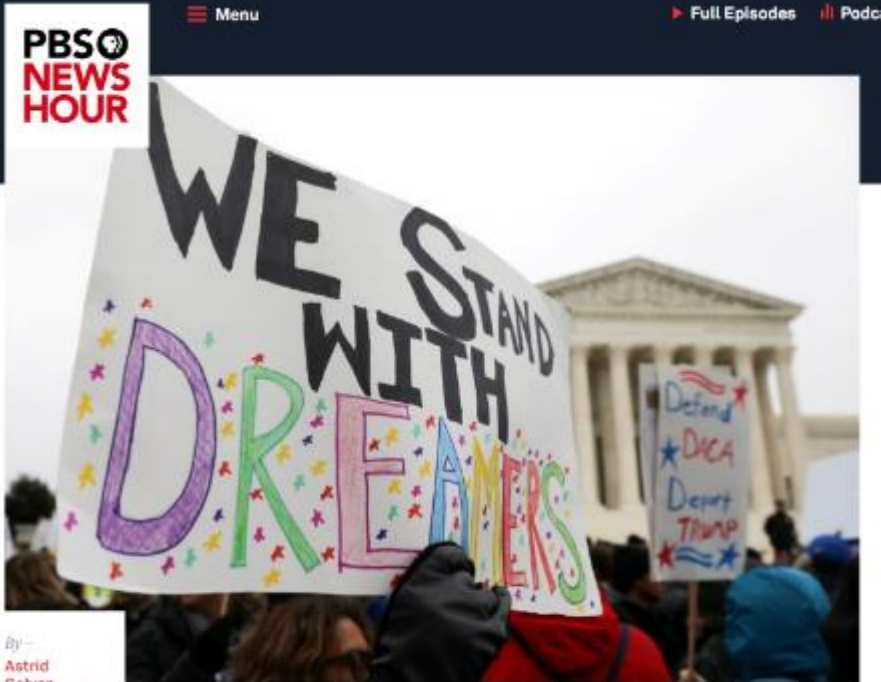 Menu
Full Episodes
PBS
NEWS
HOUR
WE STAND
WITH
DREAMERS
Defend
DACA
Deport
TRUMP
By —
Astrid